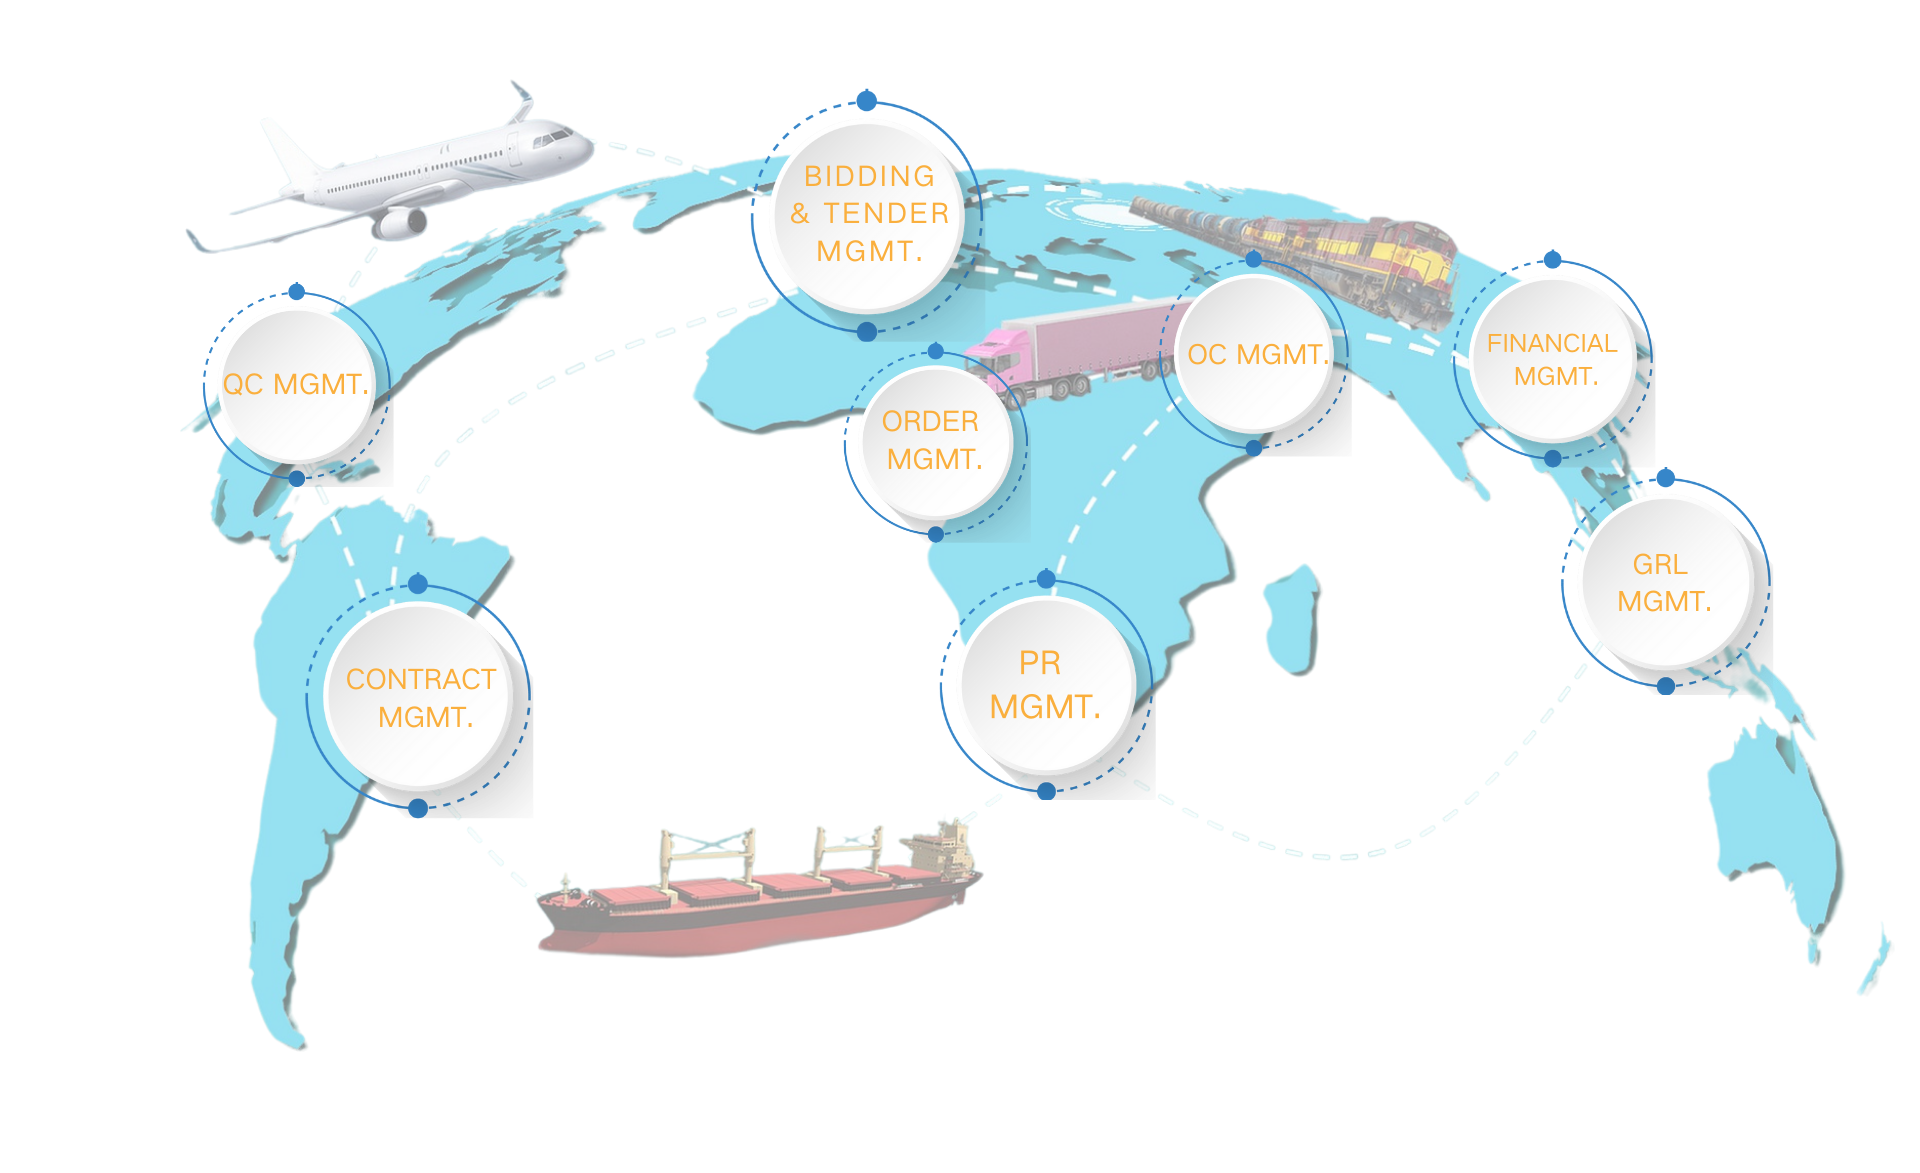 BIDDING
& TENDER
MGMT.
QC MGMT.
ORDER
MGMT.
OC MGMT.
FINANCIAL
MGMT.
GRL
MGMT.
CONTRACT
MGMT.
PR
MGMT.